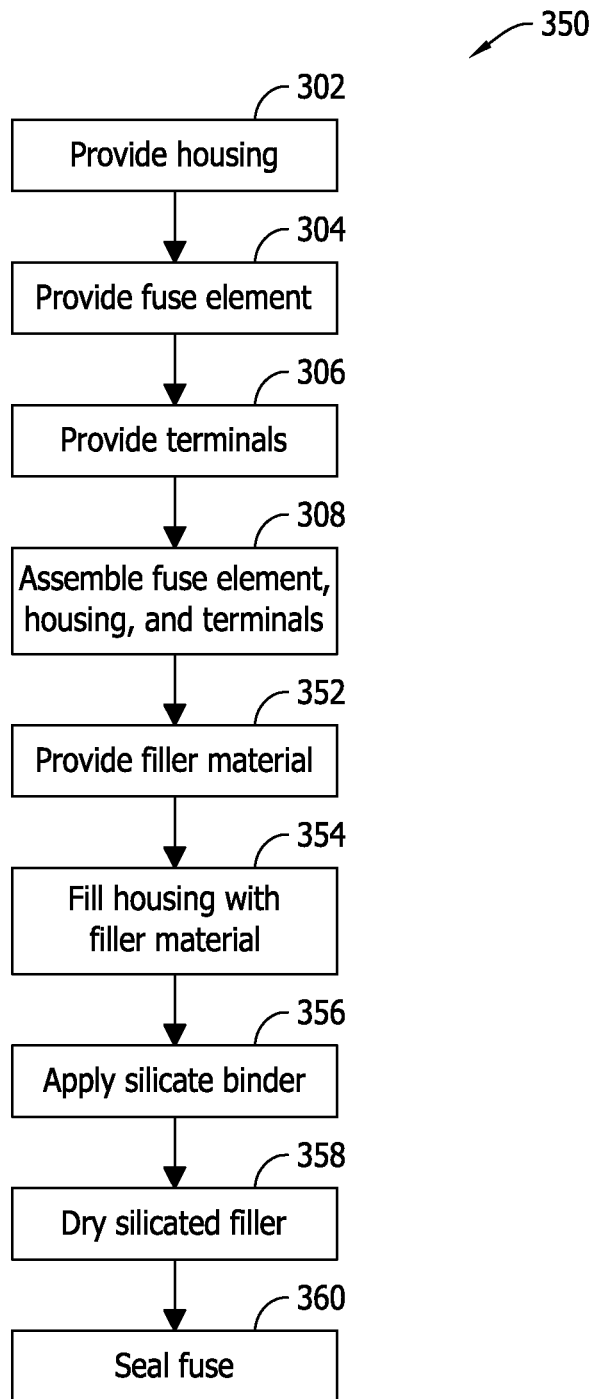 350
302
Provide housing
304
Provide fuse element
306
Provide terminals
308
Assemble fuse element,
housing, and terminals
352
Provide filler material
354
Fill housing with
filler material
356
Apply silicate binder
358
Dry silicated filler
360
Seal fuse